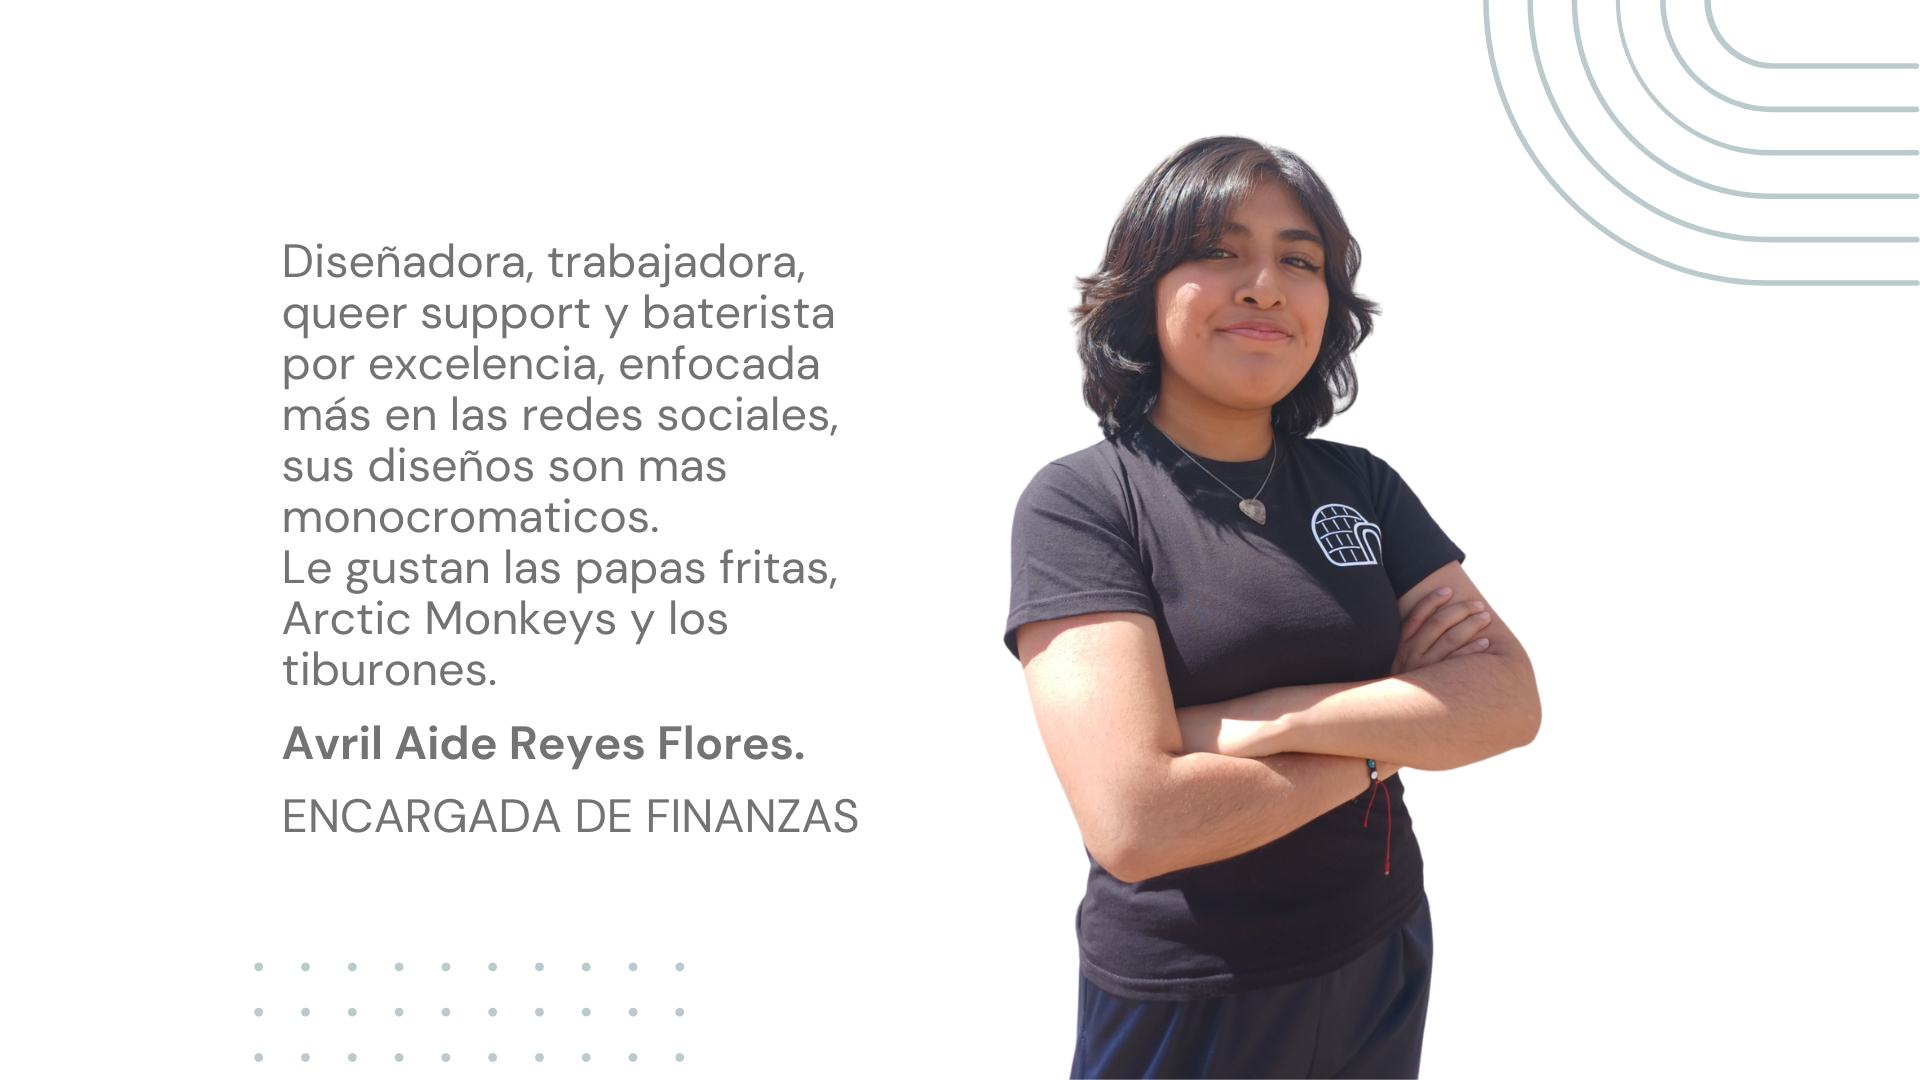 Diseñadora, trabajadora,
queer support y baterista
por excelencia, enfocada
más en las redes sociales,
sus diseños son mas
monocromaticos.
Le gustan las papas fritas,
Arctic Monkeys y los
tiburones.
Avril Aide Reyes Flores.
ENCARGADA DE FINANZAS